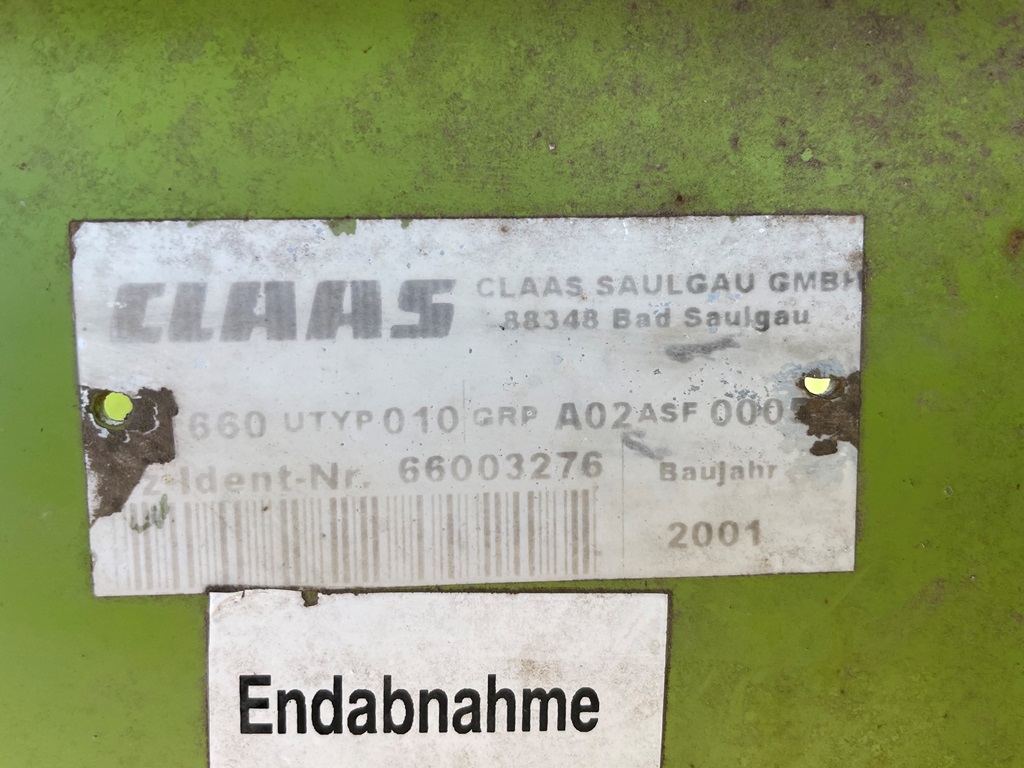 CLAAS
CLAAS SAULGAU GMBH
88348 Bad Saulgau
660 UTYP 010 GRP A02 ASF
Ident-Nr. 66003276
Baujahr
2001
Endabnahme